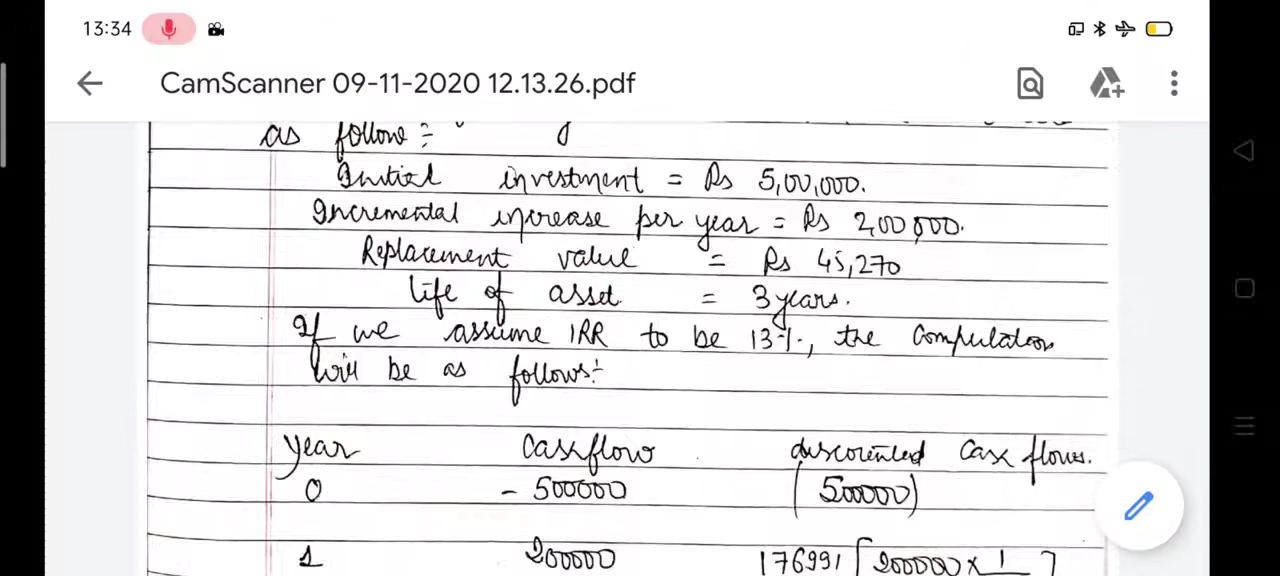 13:34
CamScanner 09-11-2020 12.13.26.pdf
as follow :-
Initial investment = Rs 5,00,000.
Incremental increase per year = Rs 2,00,000.
Replacement value = Rs 45,270
life of asset = 3 years.
If we assume IRR to be 13%, the Computation
will be as follows:-
year Cashflow discounted Cash flows.
0 - 500000 (500000)
1 200000 176991 [200000 × 1 ]